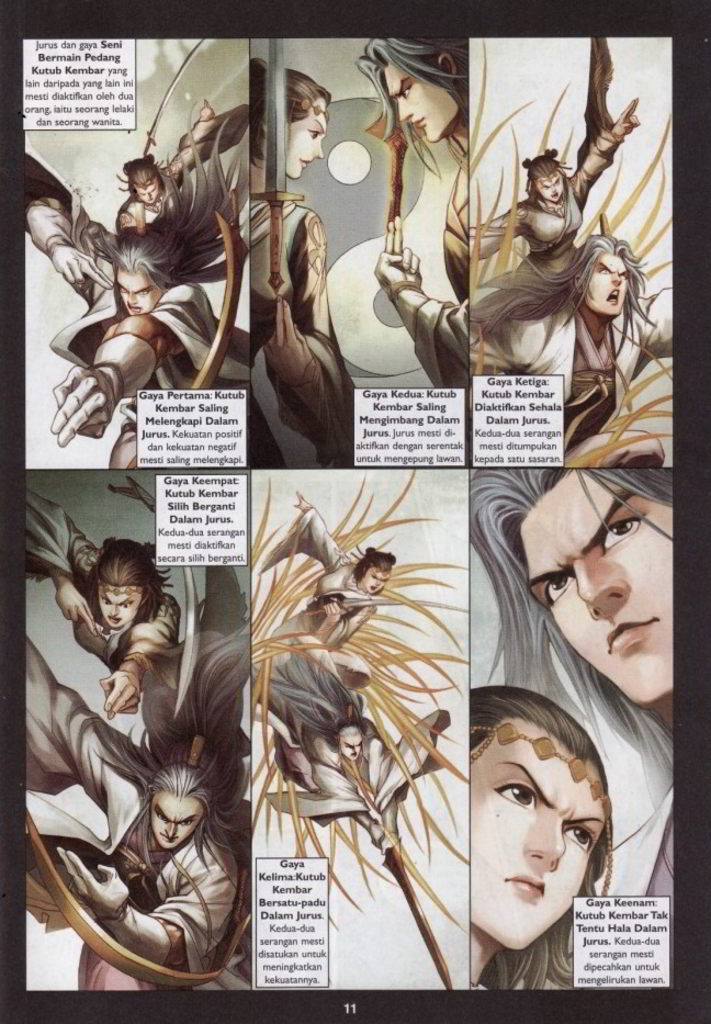 Jurus dan gaya Seni
Bermain Pedang
Kutub Kembar yang
lain daripada yang lain ini
mesti diaktifkan oleh dua
orang, iaitu seorang lelaki
dan seorang wanita.
Gaya Pertama: Kutub
Kembar Saling
Melengkapi Dalam
Jurus. Kekuatan positif
dan kekuatan negatif
mesti saling melengkapi.
Gaya Kedua: Kutub
Kembar Saling
Mengimbang Dalam
Jurus. Jurus mesti di-
aktifkan dengan serentak
untuk mengepung lawan.
Gaya Ketiga:
Kutub Kembar
Diaktifkan Sehala
Dalam Jurus.
Kedua-dua serangan
mesti ditumpukan
kepada satu sasaran.
Gaya Keempat:
Kutub Kembar
Silih Berganti
Dalam Jurus.
Kedua-dua serangan
mesti diaktifkan
secara silih berganti.
Gaya
Kelima:Kutub
Kembar
Bersatu-padu
Dalam Jurus.
Kedua-dua
serangan mesti
disatukan untuk
meningkatkan
kekuatannya.
Gaya Keenam:
Kutub Kembar Tak
Tentu Hala Dalam
Jurus. Kedua-dua
serangan mesti
dipecahkan untuk
mengelirukan lawan.
11